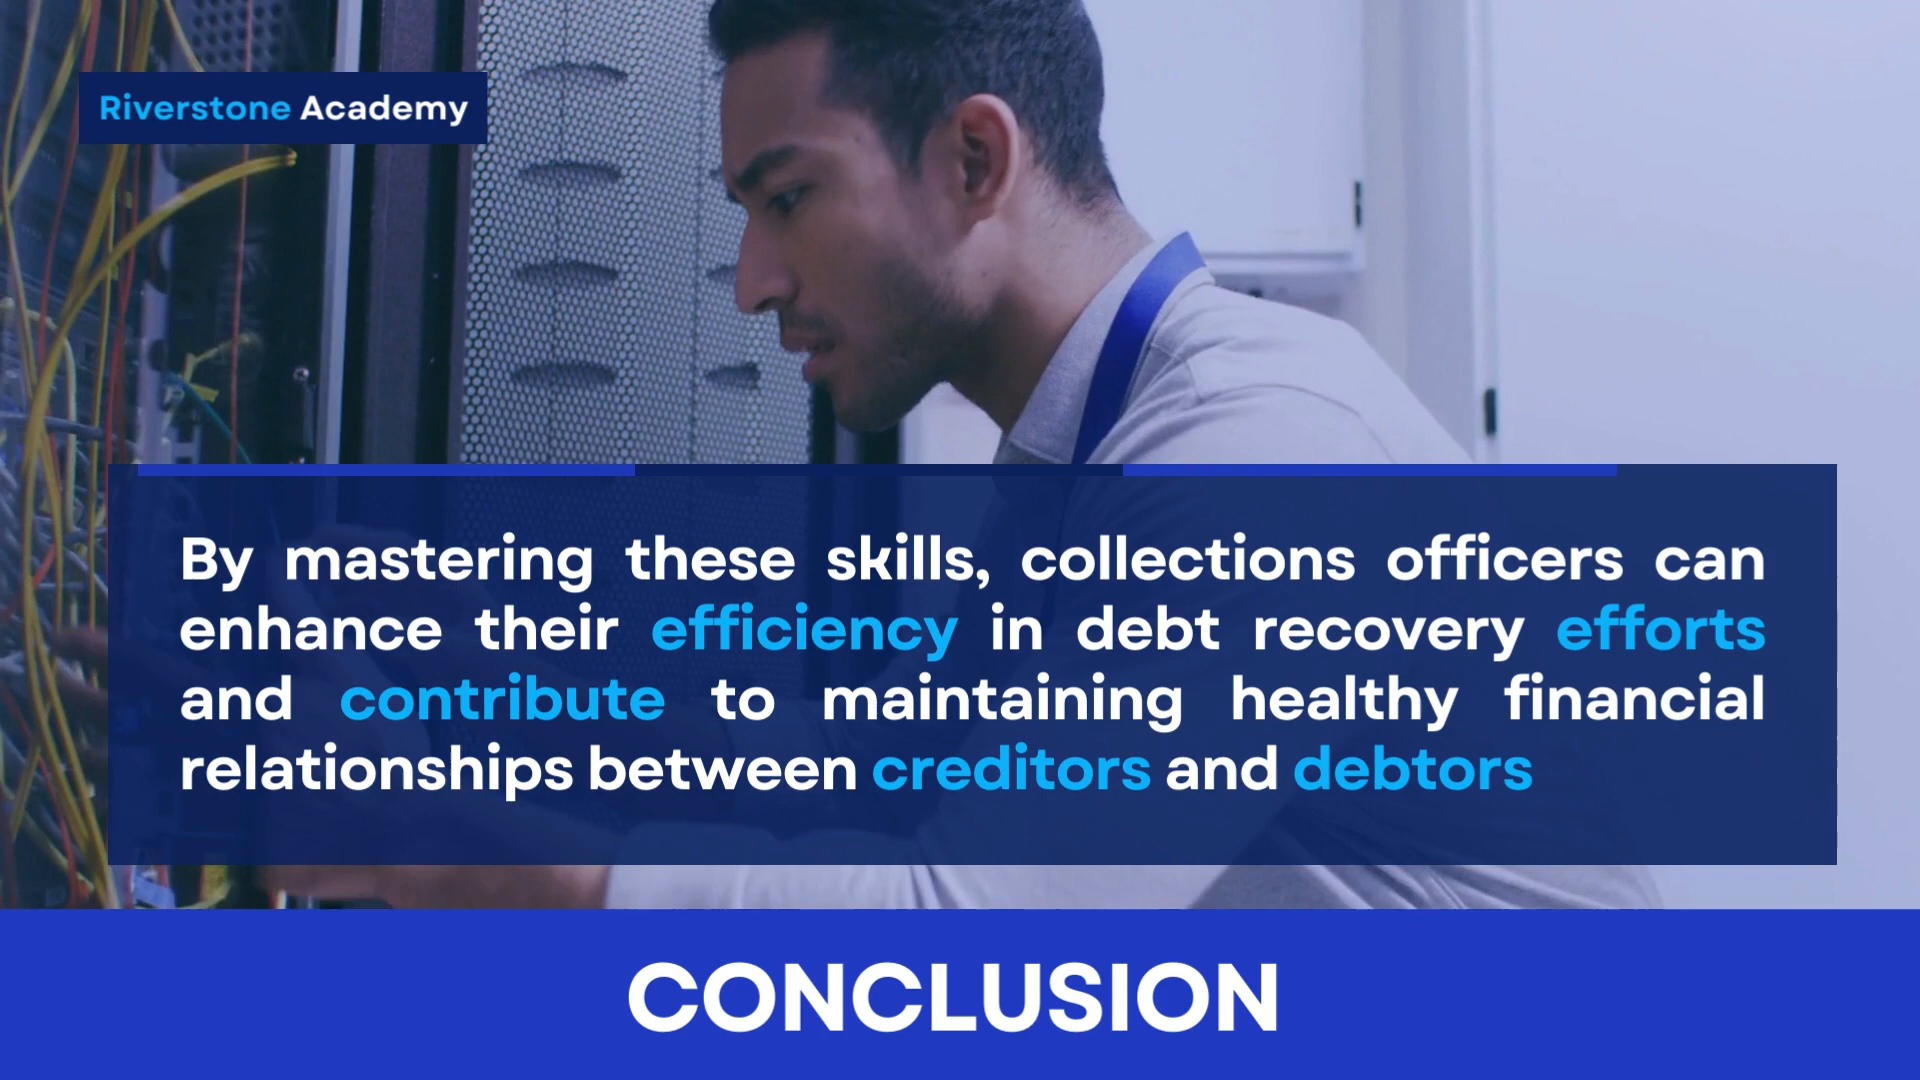 Riverstone Academy
By mastering these skills, collections officers can
enhance their efficiency in debt recovery efforts
and contribute to maintaining healthy financial
relationships between creditors and debtors
CONCLUSION